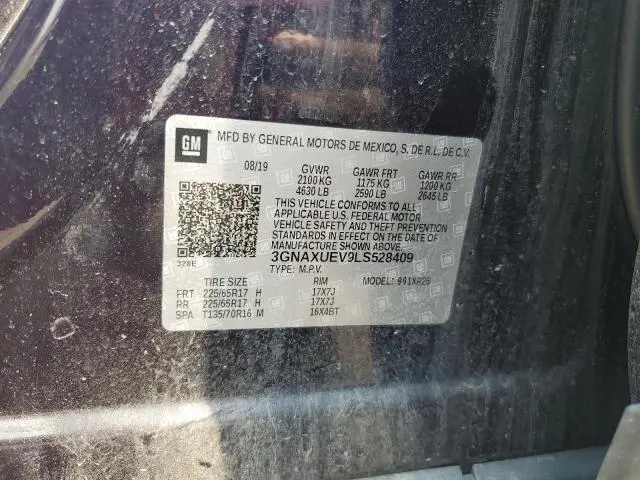 GM
MFD BY GENERAL MOTORS DE MEXICO, S. DE R.L. DE C.V.
08/19 GVWR GAWR FRT GAWR RR
2100 KG 1175 KG 1200 KG
4630 LB 2590 LB 2645 LB
THIS VEHICLE CONFORMS TO ALL
APPLICABLE U.S. FEDERAL MOTOR
VEHICLE SAFETY AND THEFT PREVENTION
STANDARDS IN EFFECT ON THE DATE OF
MANUFACTURE SHOWN ABOVE.
3GNAXUEV9LS528409
328E TYPE: M.P.V. MODEL: 991XR26
TIRE SIZE RIM
FRT 225/65R17 H 17X7J
RR 225/65R17 H 17X7J
SPA T135/70R16 M 16X4BT